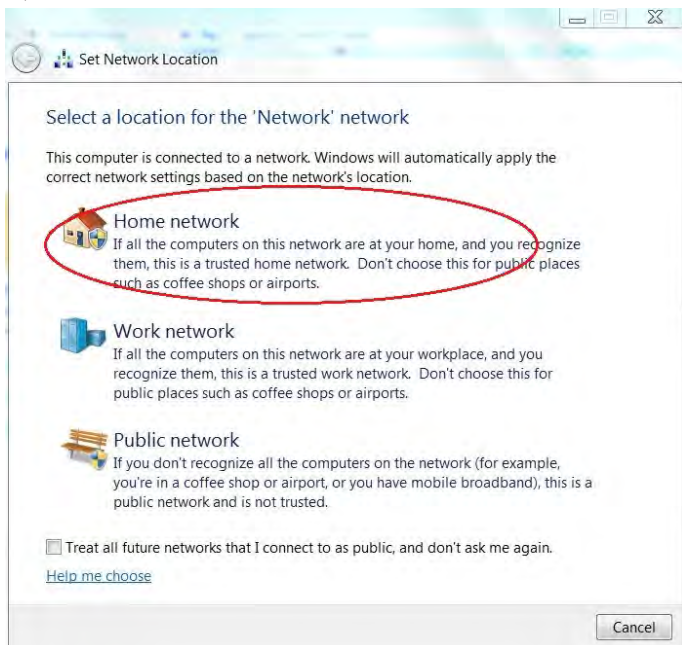 Set Network Location
Select a location for the 'Network' network
This computer is connected to a network. Windows will automatically apply the
correct network settings based on the network's location.
Home network
If all the computers on this network are at your home, and you recognize
them, this is a trusted home network.  Don't choose this for public places
such as coffee shops or airports.
Work network
If all the computers on this network are at your workplace, and you
recognize them, this is a trusted work network.  Don't choose this for
public places such as coffee shops or airports.
Public network
If you don't recognize all the computers on the network (for example,
you're in a coffee shop or airport, or you have mobile broadband), this is a
public network and is not trusted.
Treat all future networks that I connect to as public, and don't ask me again.
Help me choose
Cancel